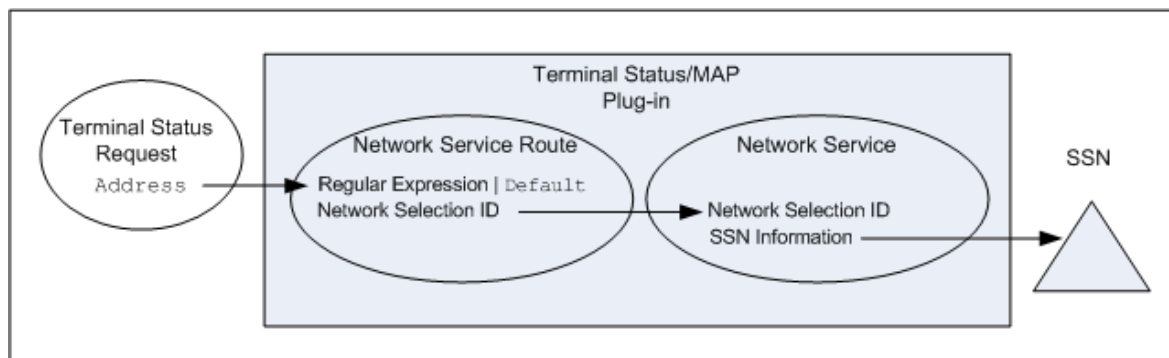 Terminal Status/MAP
Plug-in
Terminal Status
Request
Address
Network Service Route
Regular Expression | Default
Network Selection ID
Network Service
Network Selection ID
SSN Information
SSN